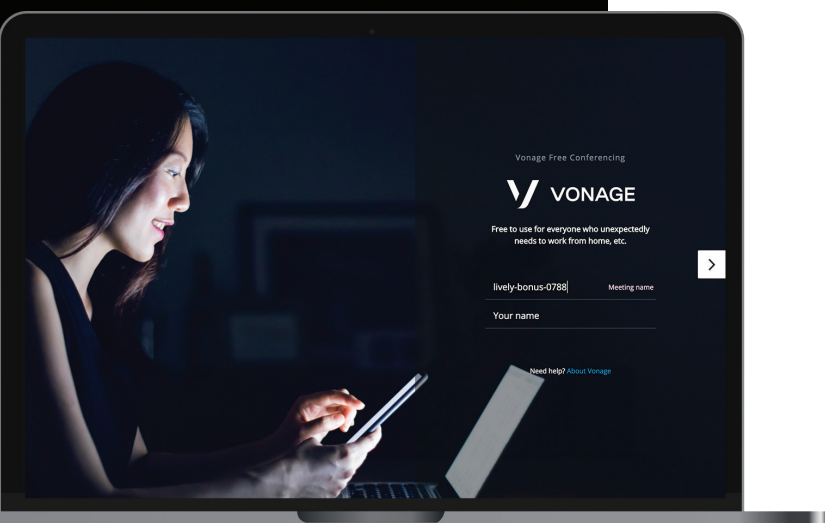 Vonage Free Conferencing
VONAGE
Free to use for everyone who unexpectedly
needs to work from home, etc.
lively-bonus-0788 Meeting name
Your name
Need help? About Vonage